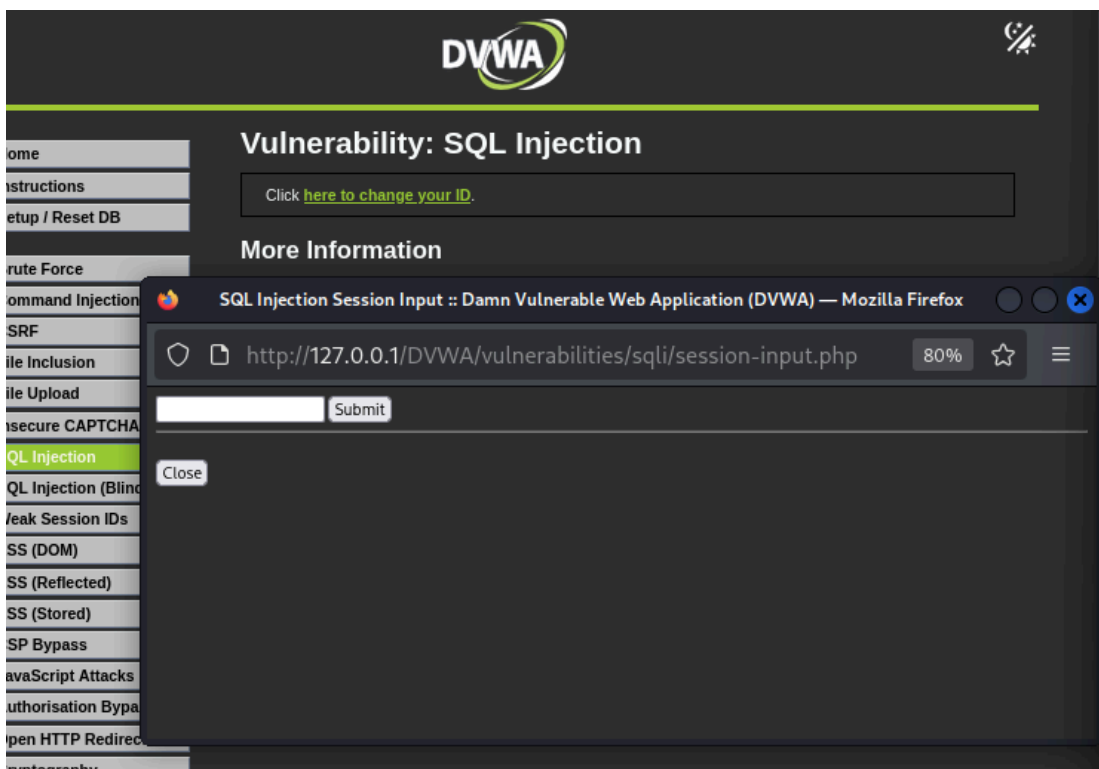 DVWA
Vulnerability: SQL Injection
Click here to change your ID.
More Information
ome
nstructions
etup / Reset DB
rute Force
ommand Injection
SRF
ile Inclusion
ile Upload
nsecure CAPTCHA
QL Injection
QL Injection (Blind
Weak Session IDs
SS (DOM)
SS (Reflected)
SS (Stored)
SP Bypass
avaScript Attacks
uthorisation Bypa
pen HTTP Redirec
SQL Injection Session Input :: Damn Vulnerable Web Application (DVWA) — Mozilla Firefox
http://127.0.0.1/DVWA/vulnerabilities/sqli/session-input.php
80%
Submit
Close